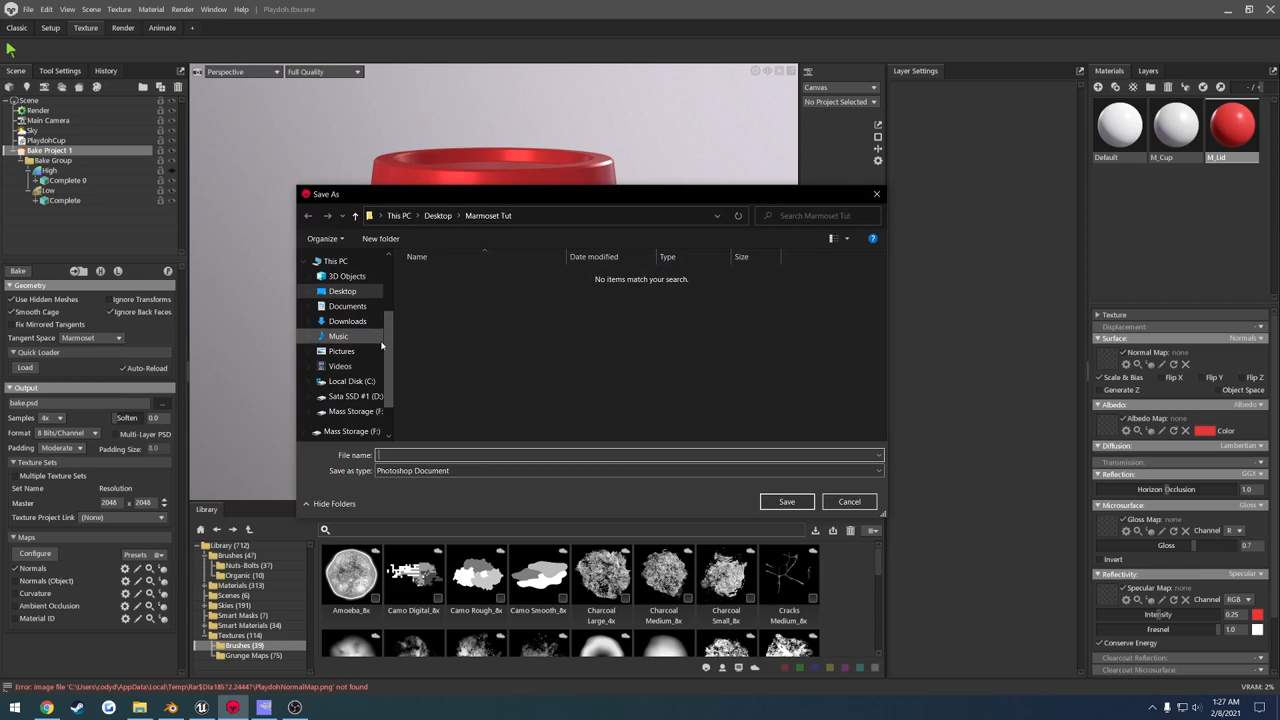 File Edit View Scene Texture Material Render Window Help Playdoh.tbscene
Classic Setup Texture Render Animate +
Scene Tool Settings History
Perspective Full Quality
Canvas
No Project Selected
Layer Settings
Materials Layers
Scene
Render
Main Camera
Sky
PlaydohCup
Bake Project 1
Bake Group
High
Complete 0
Low
Complete
Default M_Cup M_Lid
Save As
This PC > Desktop > Marmoset Tut
Search Marmoset Tut
Organize New folder
Name Date modified Type Size
No items match your search.
This PC
3D Objects
Desktop
Documents
Downloads
Music
Pictures
Videos
Local Disk (C:)
Sata SSD #1 (D:)
Mass Storage (F:
Mass Storage (F:)
File name:
Save as type: Photoshop Document
Hide Folders
Save Cancel
Bake H L
Geometry
Use Hidden Meshes Ignore Transforms
Smooth Cage Ignore Back Faces
Fix Mirrored Tangents
Tangent Space Marmoset
Quick Loader
Load Auto-Reload
Output
bake.psd ...
Samples 4x Soften 0.0
Format 8 Bits/Channel Multi-Layer PSD
Padding Moderate Padding Size: 8.0
Texture Sets
Multiple Texture Sets
Set Name Resolution
Master 2048 x 2048
Texture Project Link (None)
Maps
Configure Presets
Normals
Normals (Object)
Curvature
Ambient Occlusion
Material ID
Library
Library (712)
Brushes (47)
Nuts-Bolts (37)
Organic (10)
Materials (313)
Scenes (6)
Skies (191)
Smart Masks (7)
Smart Materials (34)
Textures (114)
Brushes (39)
Grunge Maps (75)
Amoeba_8x Camo Digital_8x Camo Rough_8x Camo Smooth_8x Charcoal Large_4x Charcoal Medium_8x Charcoal Small_8x Cracks Medium_8x
Texture
Displacement:
Surface: Normals
Normal Map: none
Scale & Bias Flip X Flip Y Flip Z
Generate Z Object Space
Albedo: Albedo
Albedo Map: none
Color
Diffusion: Lambertian
Transmission:
Reflection: GGX
Horizon Occlusion 1.0
Microsurface: Gloss
Gloss Map: none
Channel R
Gloss 0.7
Invert
Reflectivity: Specular
Specular Map: none
Channel RGB
Intensity 0.25
Fresnel 1.0
Conserve Energy
Clearcoat Reflection:
Clearcoat Microsurface:
VRAM: 2%
1:27 AM
2/8/2021